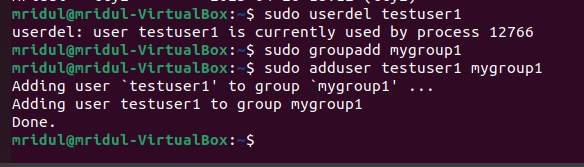 mridul@mridul-VirtualBox:~$ sudo userdel testuser1
userdel: user testuser1 is currently used by process 12766
mridul@mridul-VirtualBox:~$ sudo groupadd mygroup1
mridul@mridul-VirtualBox:~$ sudo adduser testuser1 mygroup1
Adding user `testuser1' to group `mygroup1' ...
Adding user testuser1 to group mygroup1
Done.
mridul@mridul-VirtualBox:~$